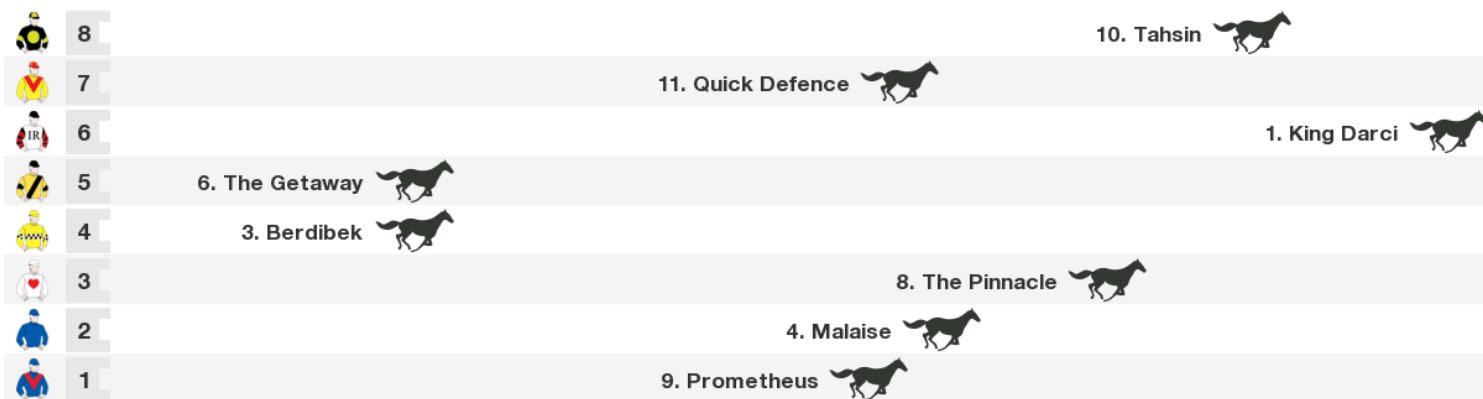 8 10. Tahsin
7 11. Quick Defence
IR 6 1. King Darci
5 6. The Getaway
4 3. Berdibek
3 8. The Pinnacle
2 4. Malaise
1 9. Prometheus